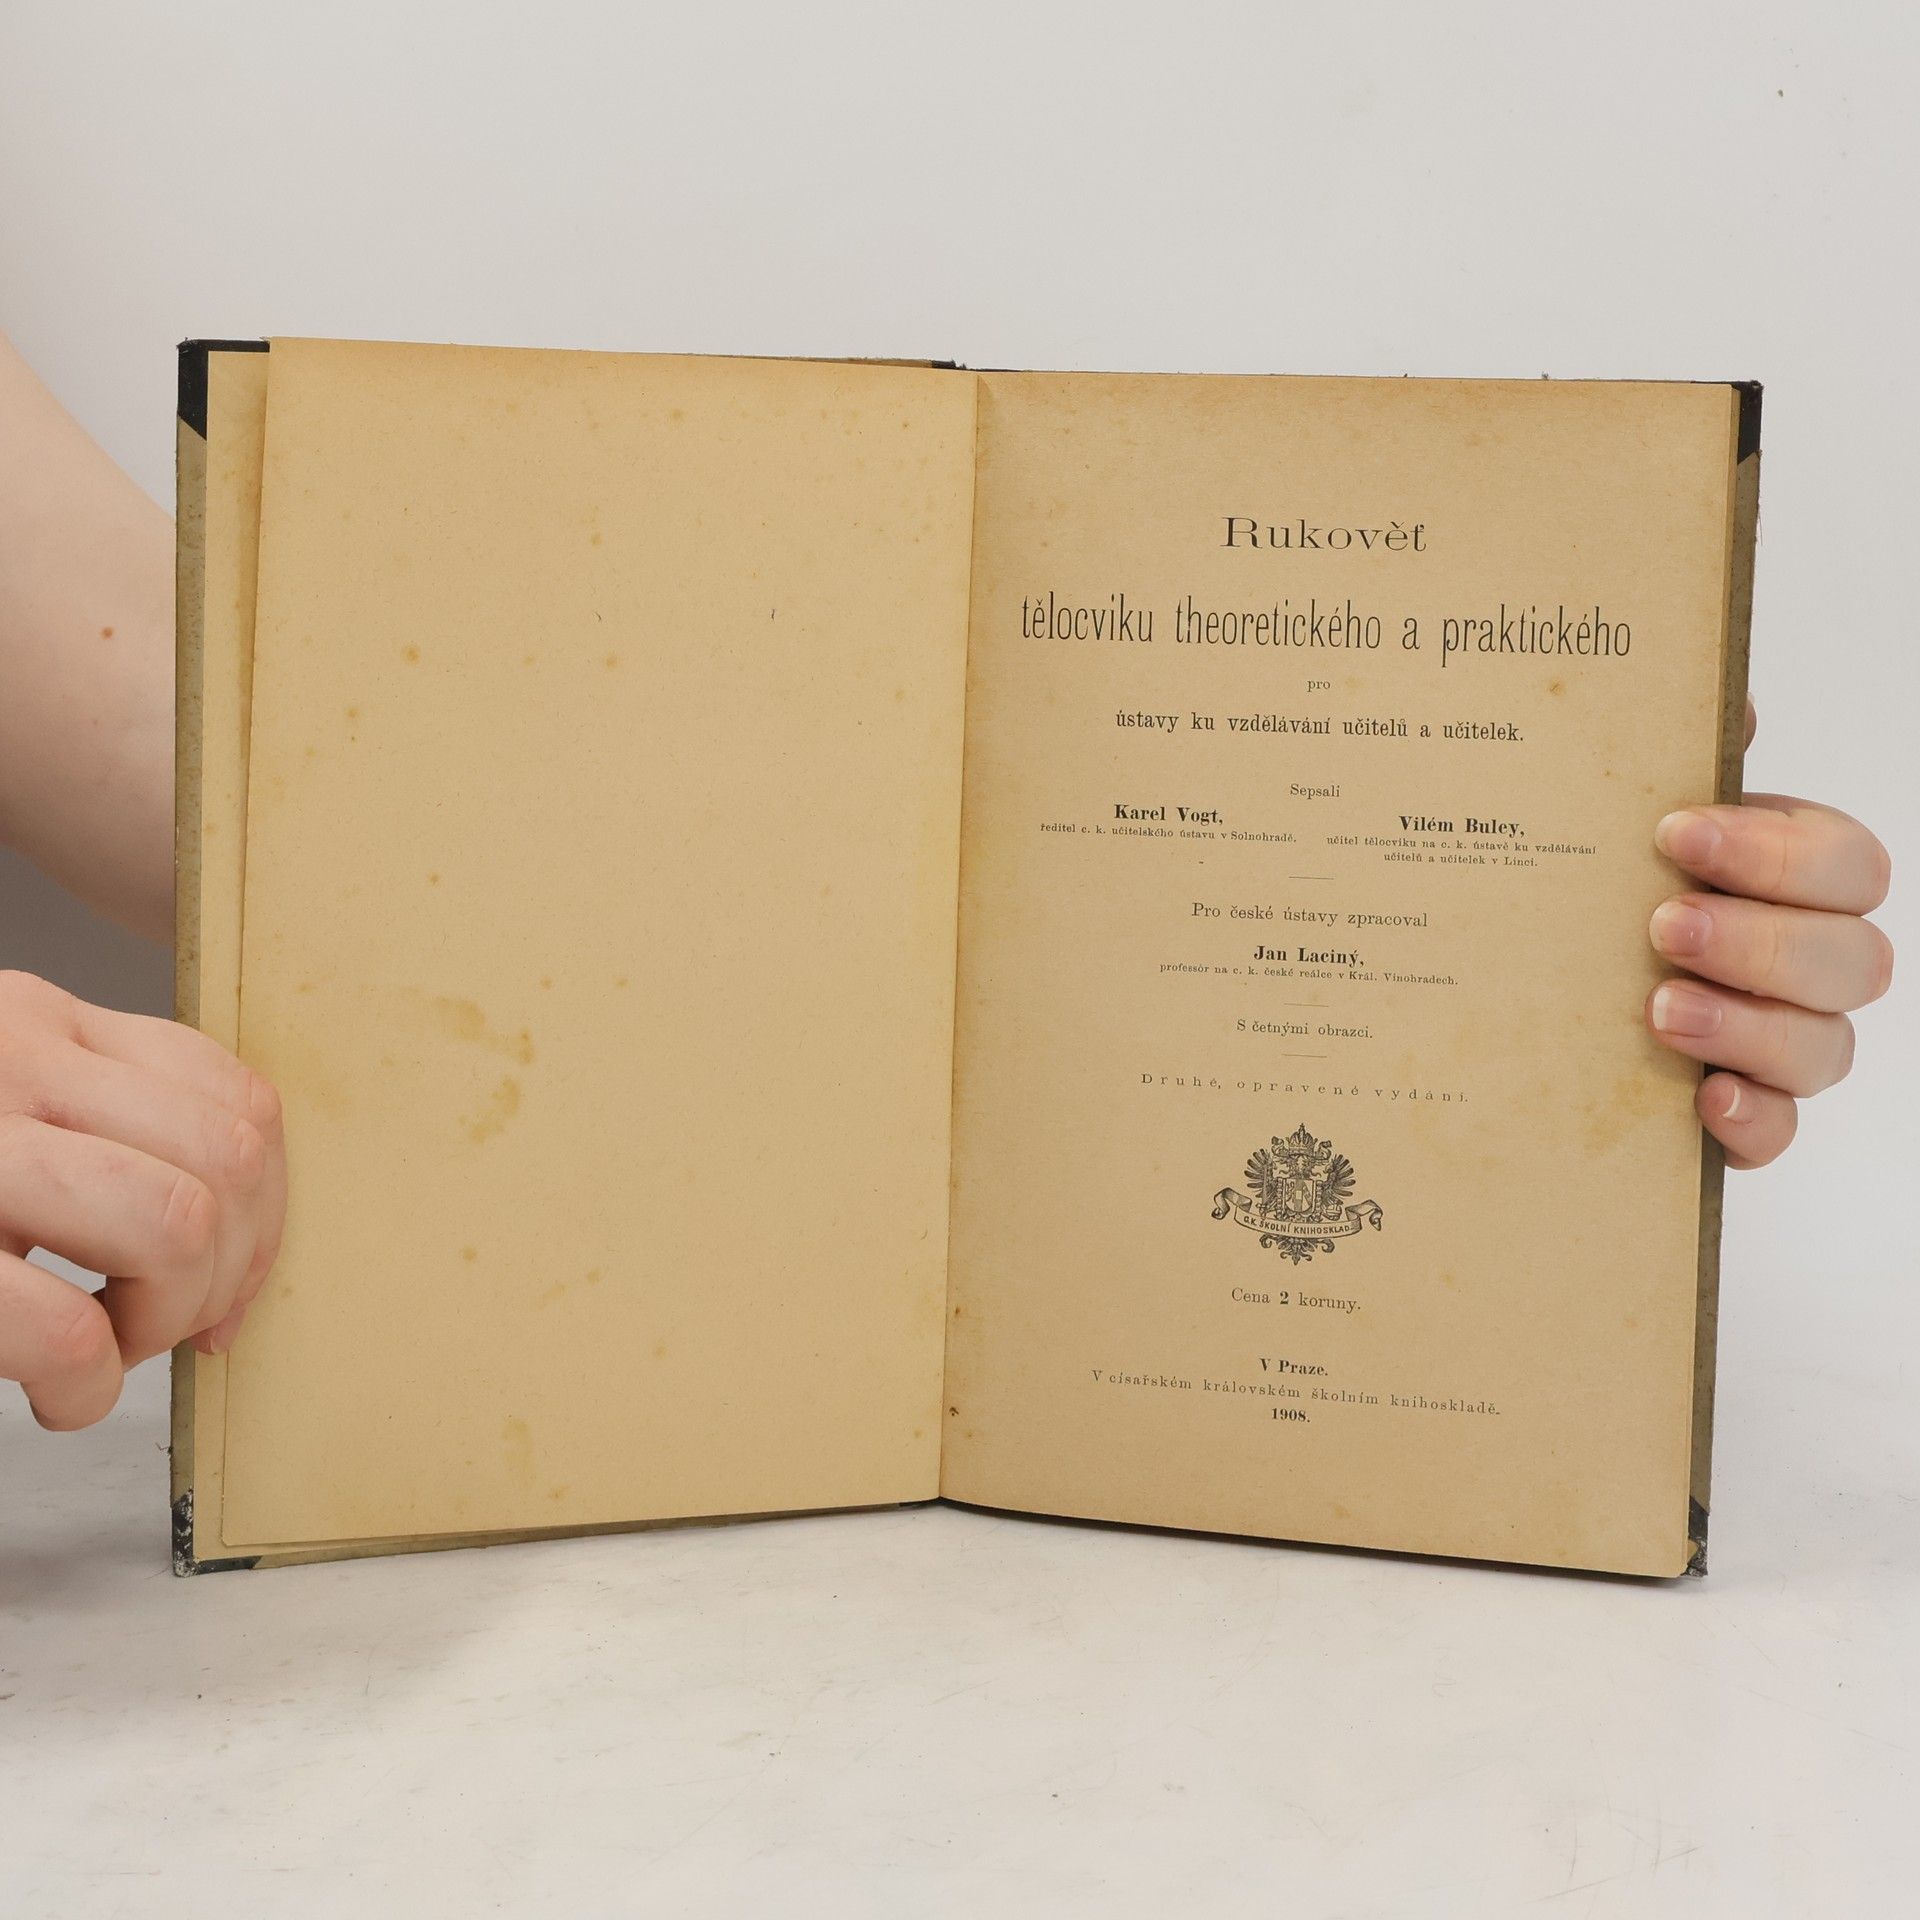 Rukověť
tělocviku theoretického a praktického
pro
ústavy ku vzdělávání učitelů a učitelek.
Sepsali
Karel Vogt,
ředitel c. k. učitelského ústavu v Solnohradě.
Vilém Buley,
učitel tělocviku na c. k. ústavě ku vzdělávání
učitelů a učitelek v Linci.
Pro české ústavy zpracoval
Jan Laciný,
professór na c. k. české reálce v Král. Vinohradech.
S četnými obrazci.
Druhé, opravené vydání.
C. K. ŠKOLNÍ KNIHOSKLAD
Cena 2 koruny.
V Praze.
V císařském královském školním knihoskladě.
1908.